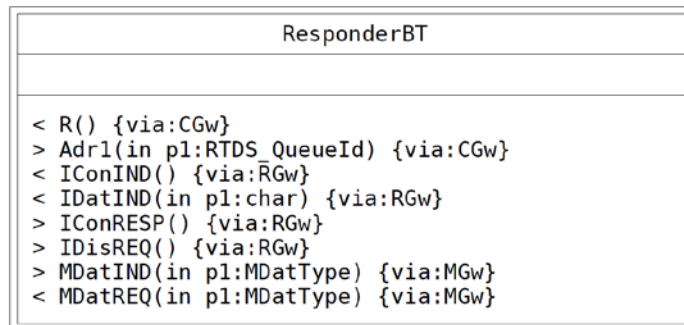 ResponderBT
< R() {via:CGw}
> Adr1(in p1:RTDS_QueueId) {via:CGw}
< IConIND() {via:RGw}
< IDatIND(in p1:char) {via:RGw}
> IConRESP() {via:RGw}
> IDisREQ() {via:RGw}
> MDatIND(in p1:MDatType) {via:MGw}
< MDatREQ(in p1:MDatType) {via:MGw}